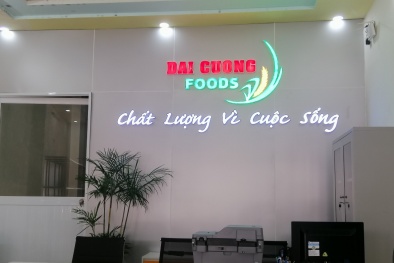 DAI CUONG
FOODS
Chất Lượng Vì Cuộc Sống